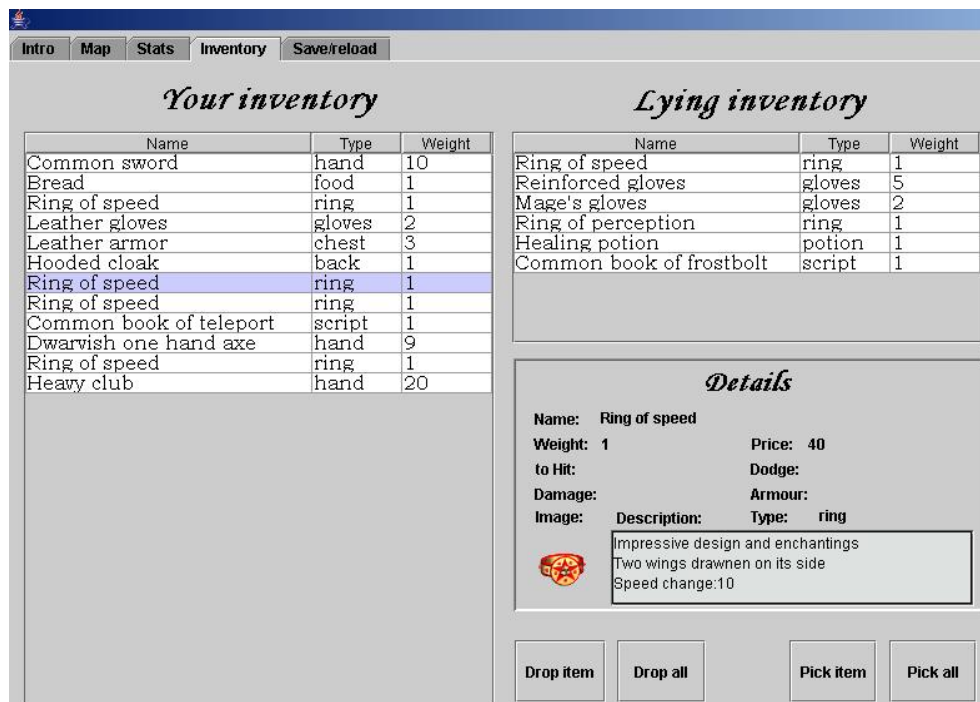 Intro Map Stats Inventory Save/reload
Your inventory
Name Type Weight
Common sword hand 10
Bread food 1
Ring of speed ring 1
Leather gloves gloves 2
Leather armor chest 3
Hooded cloak back 1
Ring of speed ring 1
Ring of speed ring 1
Common book of teleport script 1
Dwarvish one hand axe hand 9
Ring of speed ring 1
Heavy club hand 20
Lying inventory
Name Type Weight
Ring of speed ring 1
Reinforced gloves gloves 5
Mage's gloves gloves 2
Ring of perception ring 1
Healing potion potion 1
Common book of frostbolt script 1
Details
Name: Ring of speed
Weight: 1 Price: 40
to Hit: Dodge:
Damage: Armour:
Image: Description: Type: ring
Impressive design and enchantings
Two wings drawnen on its side
Speed change:10
Drop item Drop all Pick item Pick all